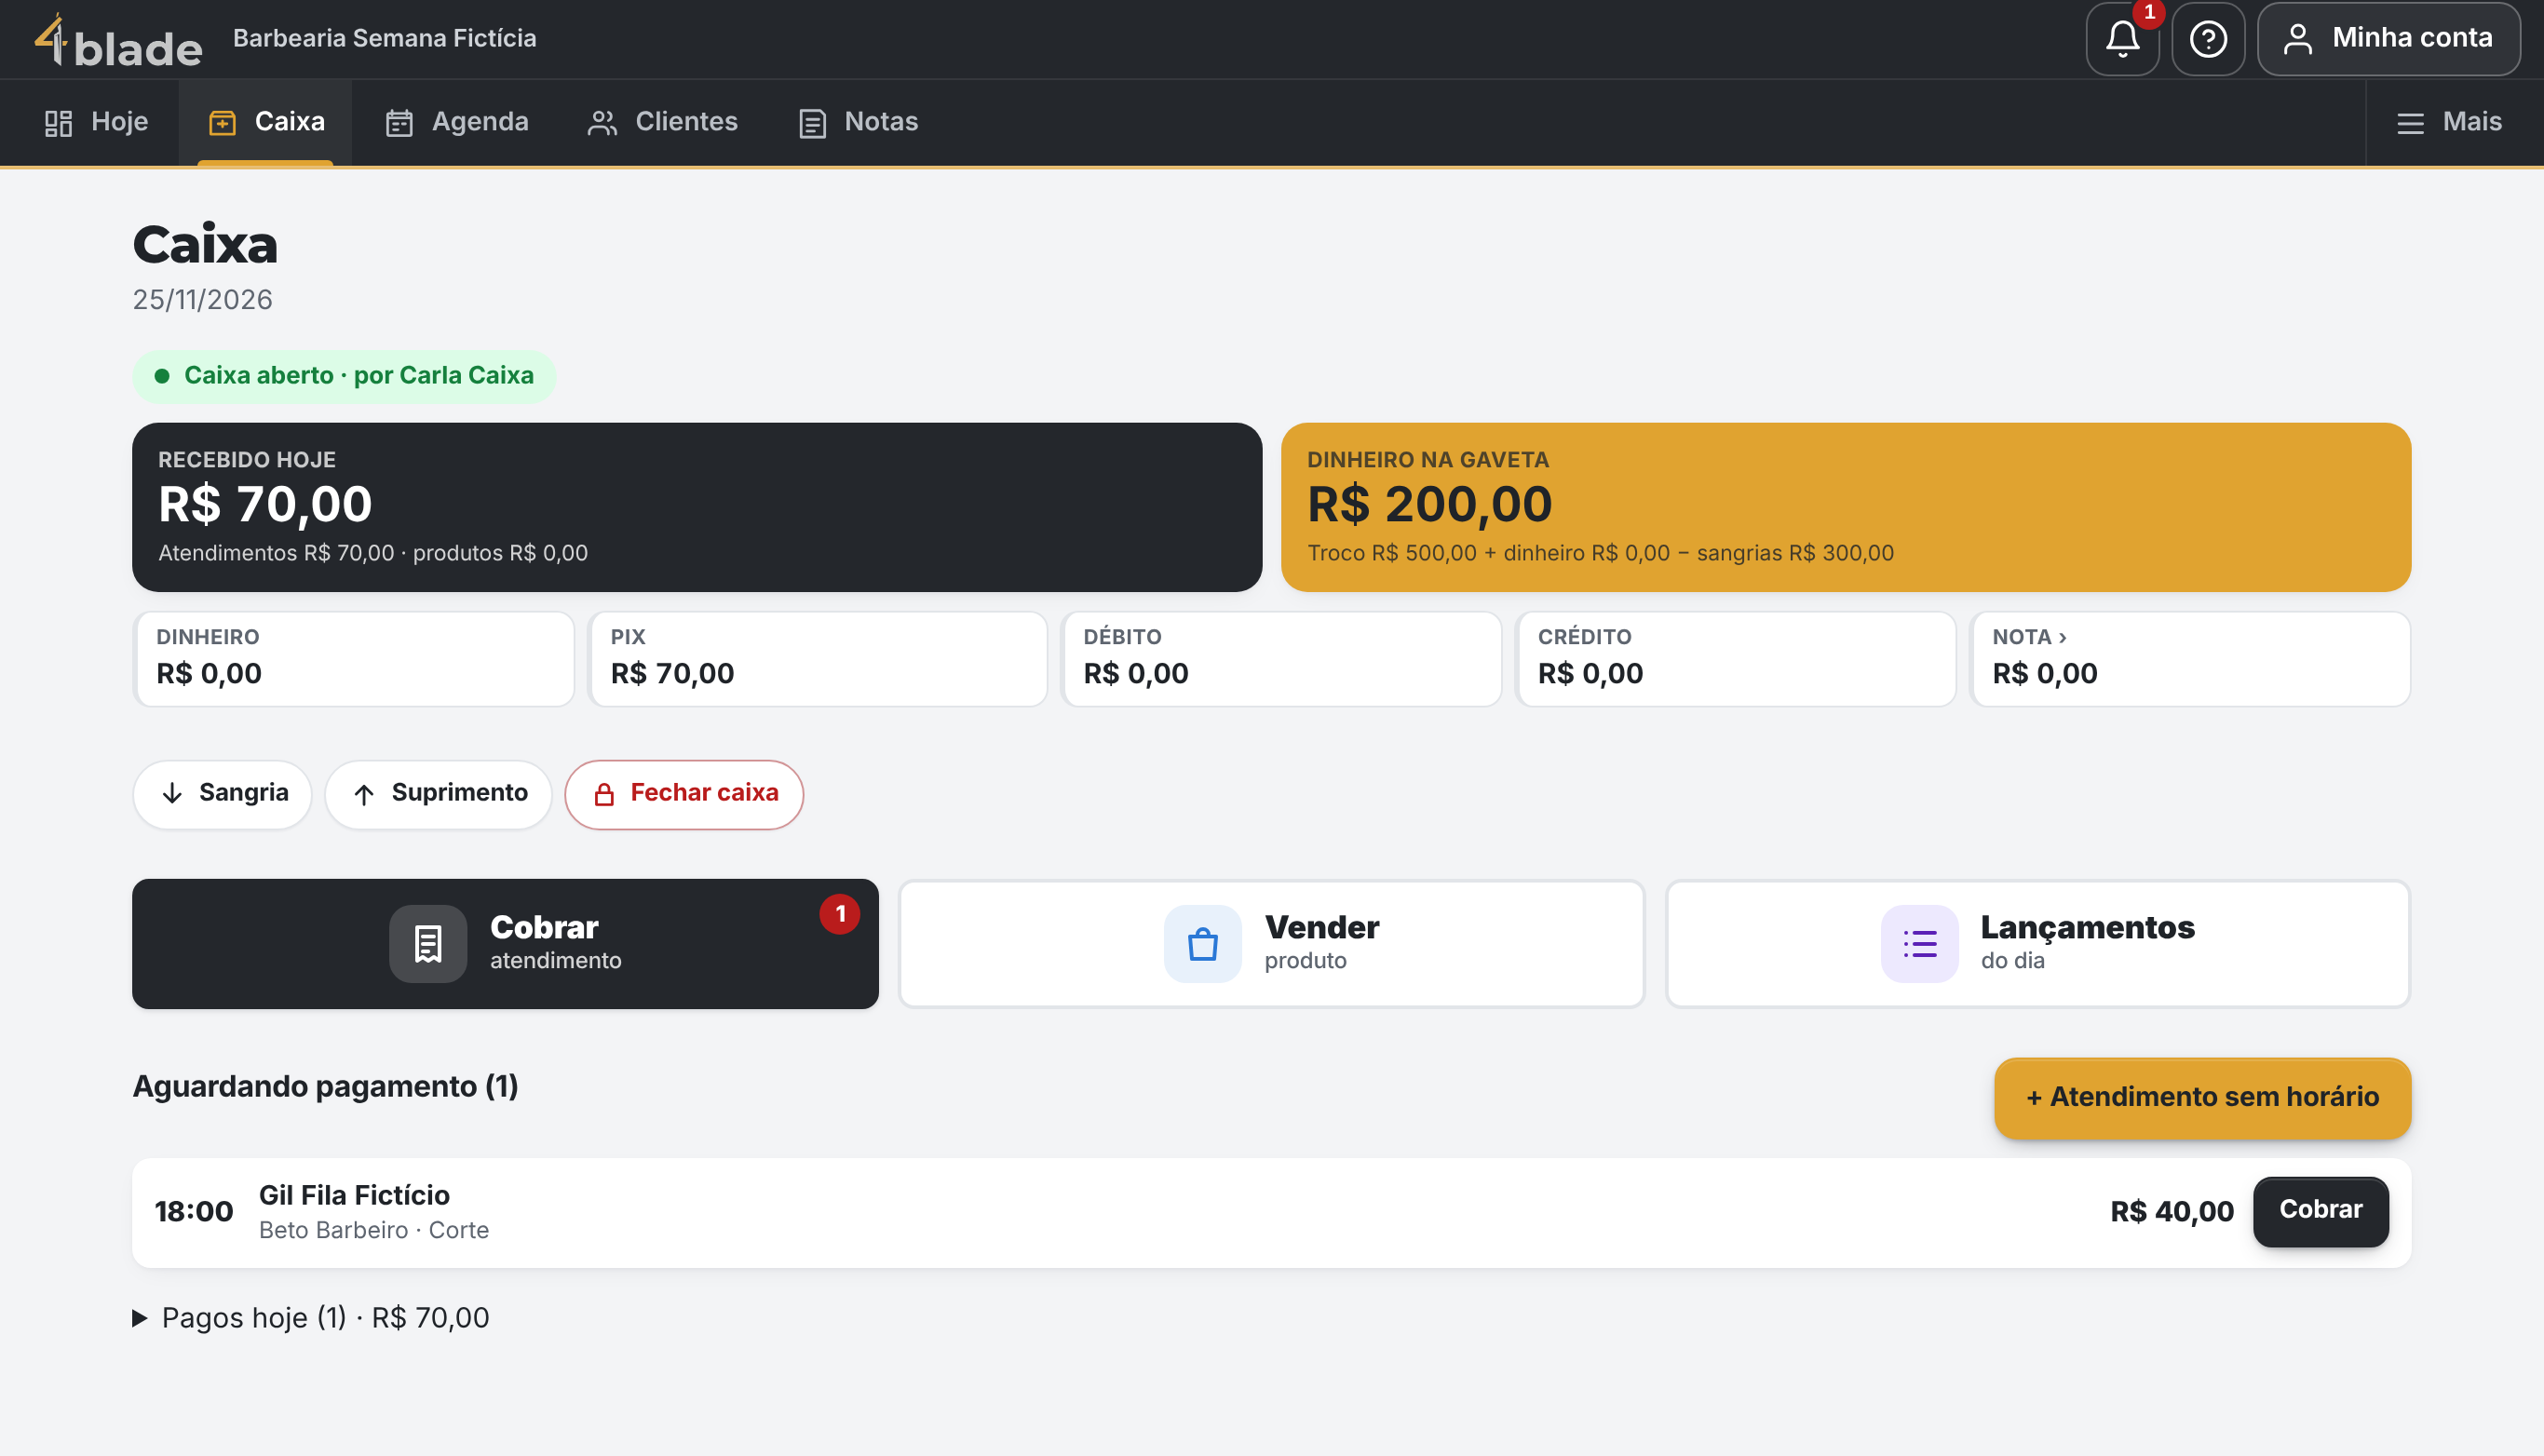 4blade
Barbearia Semana Fictícia
1
Minha conta
Hoje
Caixa
Agenda
Clientes
Notas
Mais
Caixa
25/11/2026
Caixa aberto · por Carla Caixa
RECEBIDO HOJE
R$ 70,00
Atendimentos R$ 70,00 · produtos R$ 0,00
DINHEIRO NA GAVETA
R$ 200,00
Troco R$ 500,00 + dinheiro R$ 0,00 − sangrias R$ 300,00
DINHEIRO
R$ 0,00
PIX
R$ 70,00
DÉBITO
R$ 0,00
CRÉDITO
R$ 0,00
NOTA ›
R$ 0,00
Sangria
Suprimento
Fechar caixa
Cobrar
atendimento
1
Vender
produto
Lançamentos
do dia
Aguardando pagamento (1)
+ Atendimento sem horário
18:00
Gil Fila Fictício
Beto Barbeiro · Corte
R$ 40,00
Cobrar
Pagos hoje (1) · R$ 70,00